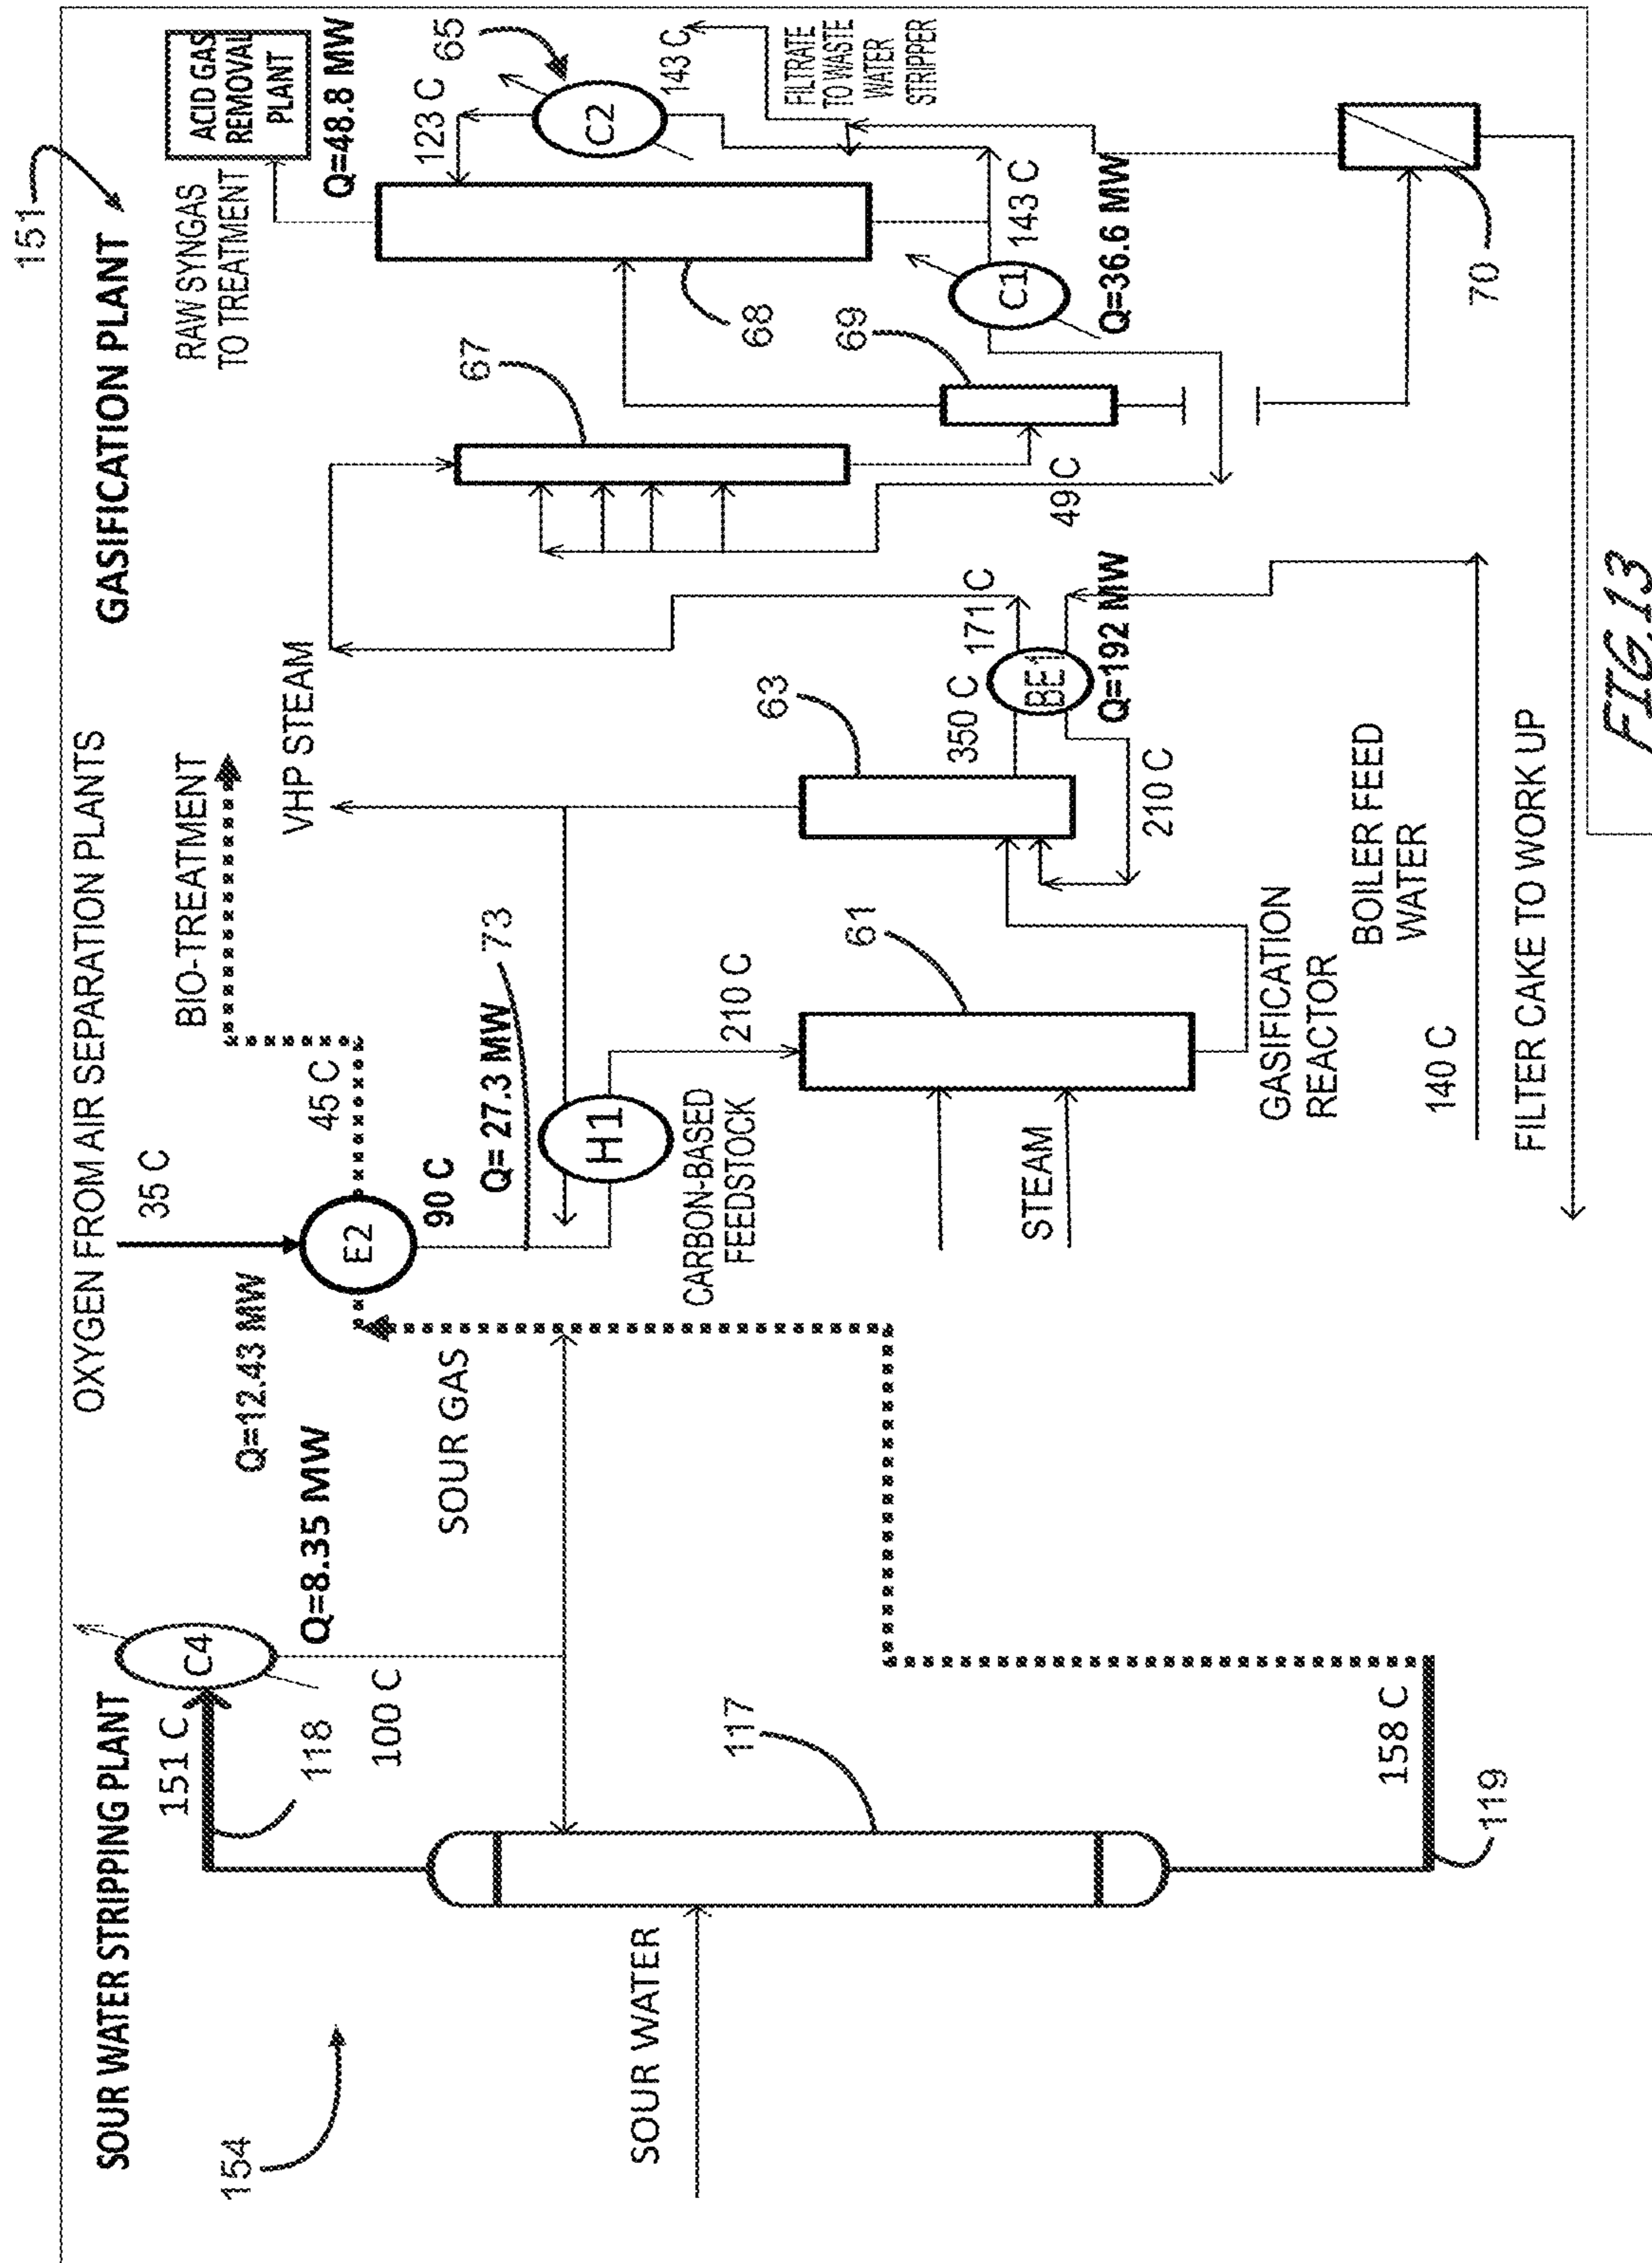 SOUR WATER STRIPPING PLANT
154
151 C
C4
118
100 C
Q=8.35 MW
SOUR GAS
117
SOUR WATER
158 C
119
OXYGEN FROM AIR SEPARATION PLANTS
35 C
Q=12.43 MW
E2
45 C
BIO-TREATMENT
90 C
Q= 27.3 MW
73
H1
VHP STEAM
210 C
CARBON-BASED
FEEDSTOCK
STEAM
61
GASIFICATION
REACTOR
63
350 C
171 C
BE1
Q=192 MW
210 C
BOILER FEED
WATER
140 C
FILTER CAKE TO WORK UP
151
GASIFICATION PLANT
RAW SYNGAS
TO TREATMENT
ACID GAS
REMOVAL
PLANT
Q=48.8 MW
123 C
65
C2
143 C
67
68
69
49 C
C1
143 C
Q=36.6 MW
FILTRATE
TO WASTE
WATER
STRIPPER
70
FIG.13